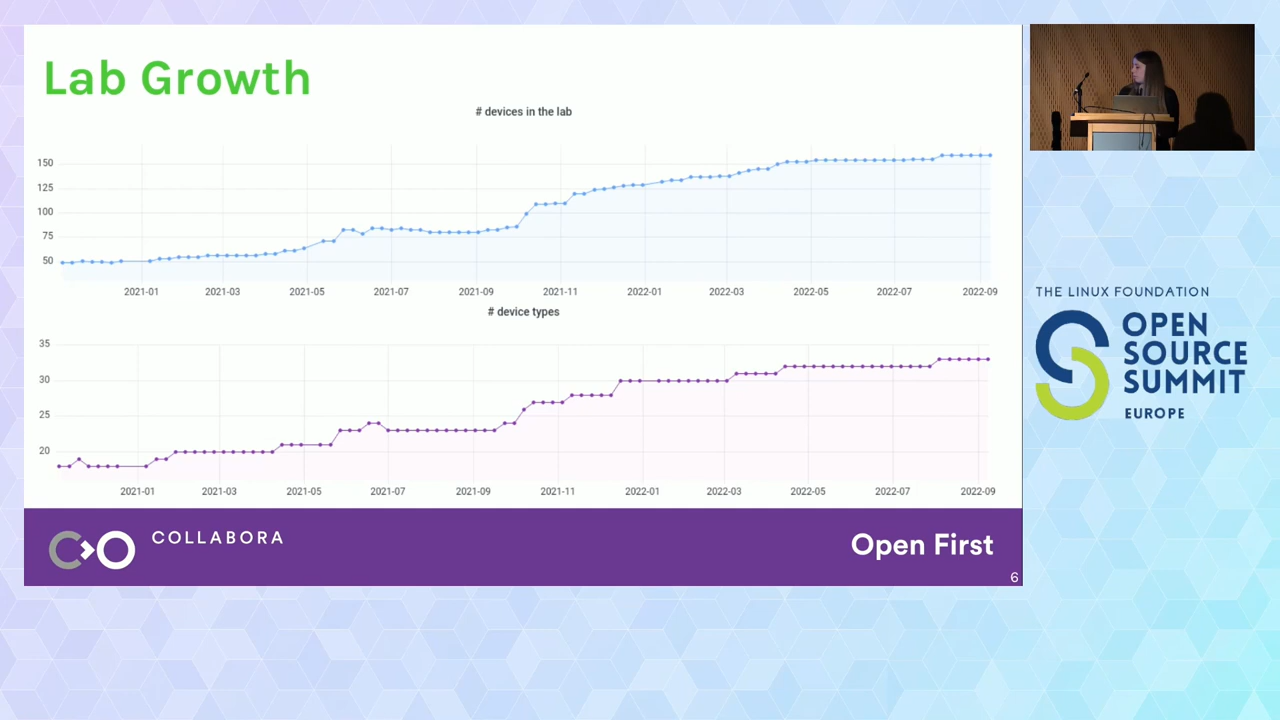 Lab Growth
# devices in the lab
150
125
100
75
50
2021-01 2021-03 2021-05 2021-07 2021-09 2021-11 2022-01 2022-03 2022-05 2022-07 2022-09
# device types
35
30
25
20
2021-01 2021-03 2021-05 2021-07 2021-09 2021-11 2022-01 2022-03 2022-05 2022-07 2022-09
COLLABORA
Open First
6
THE LINUX FOUNDATION
OPEN
SOURCE
SUMMIT
EUROPE